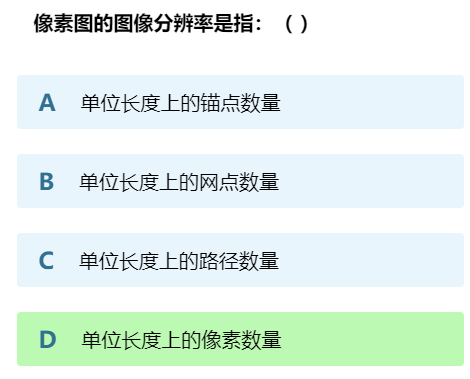 像素图的图像分辨率是指： （ ）
A 单位长度上的锚点数量
B 单位长度上的网点数量
C 单位长度上的路径数量
D 单位长度上的像素数量